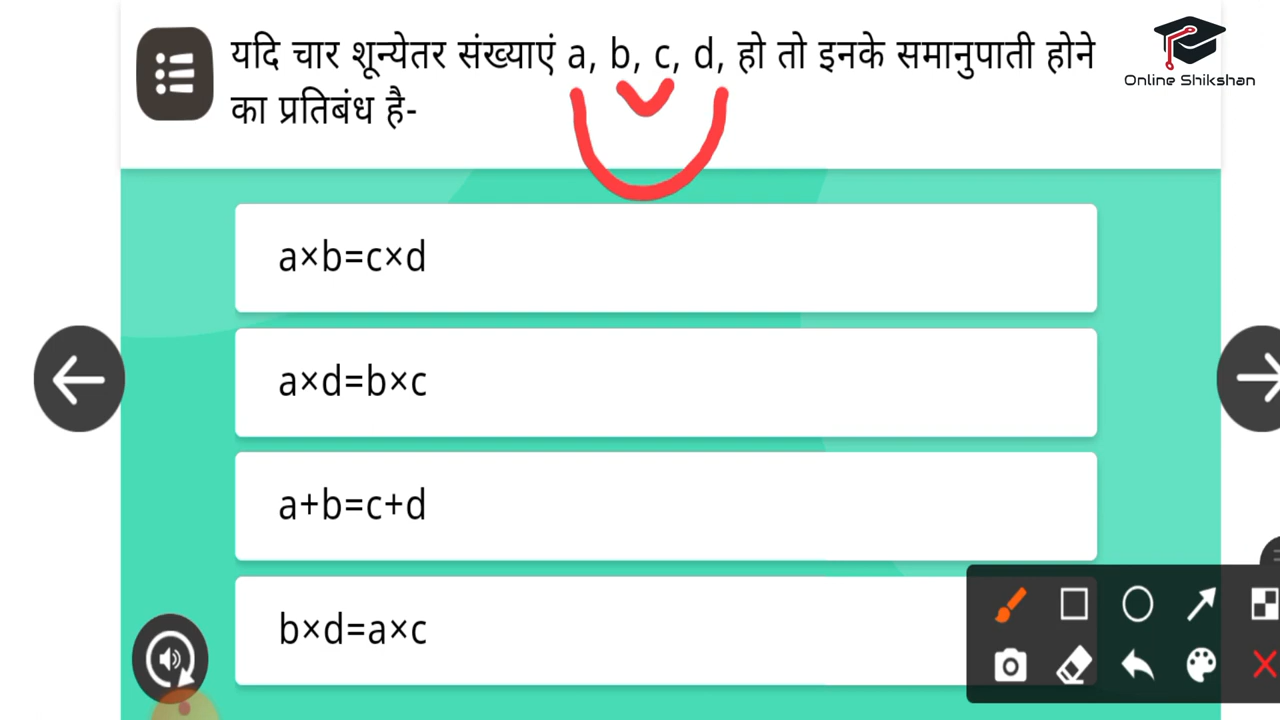 यदि चार शून्येतर संख्याएं a, b, c, d, हो तो इनके समानुपाती होने
का प्रतिबंध है-
Online Shikshan
a×b=c×d
a×d=b×c
a+b=c+d
b×d=a×c